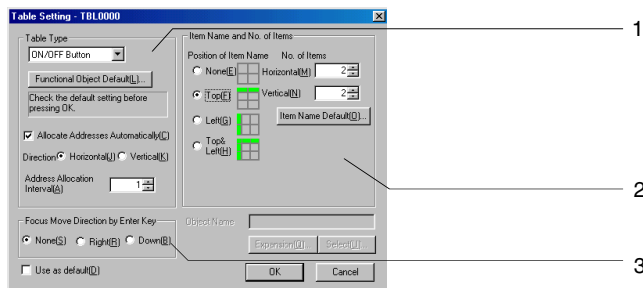 Table Setting - TBL0000
1
Table Type
ON/OFF Button
Functional Object Default(L)...
Check the default setting before
pressing OK.
Allocate Addresses Automatically(C)
Direction Horizontal(J) Vertical(K)
Address Allocation
Interval(A) 1
Item Name and No. of Items
Position of Item Name No. of Items
None(E) Horizontal(M) 2
Top(F) Vertical(N) 2
Item Name Default(O)...
Left(G)
Top&
Left(H)
2
Focus Move Direction by Enter Key
None(S) Right(R) Down(B)
Object Name
Expansion(Q)... Select(U)...
3
Use as default(D)
OK Cancel